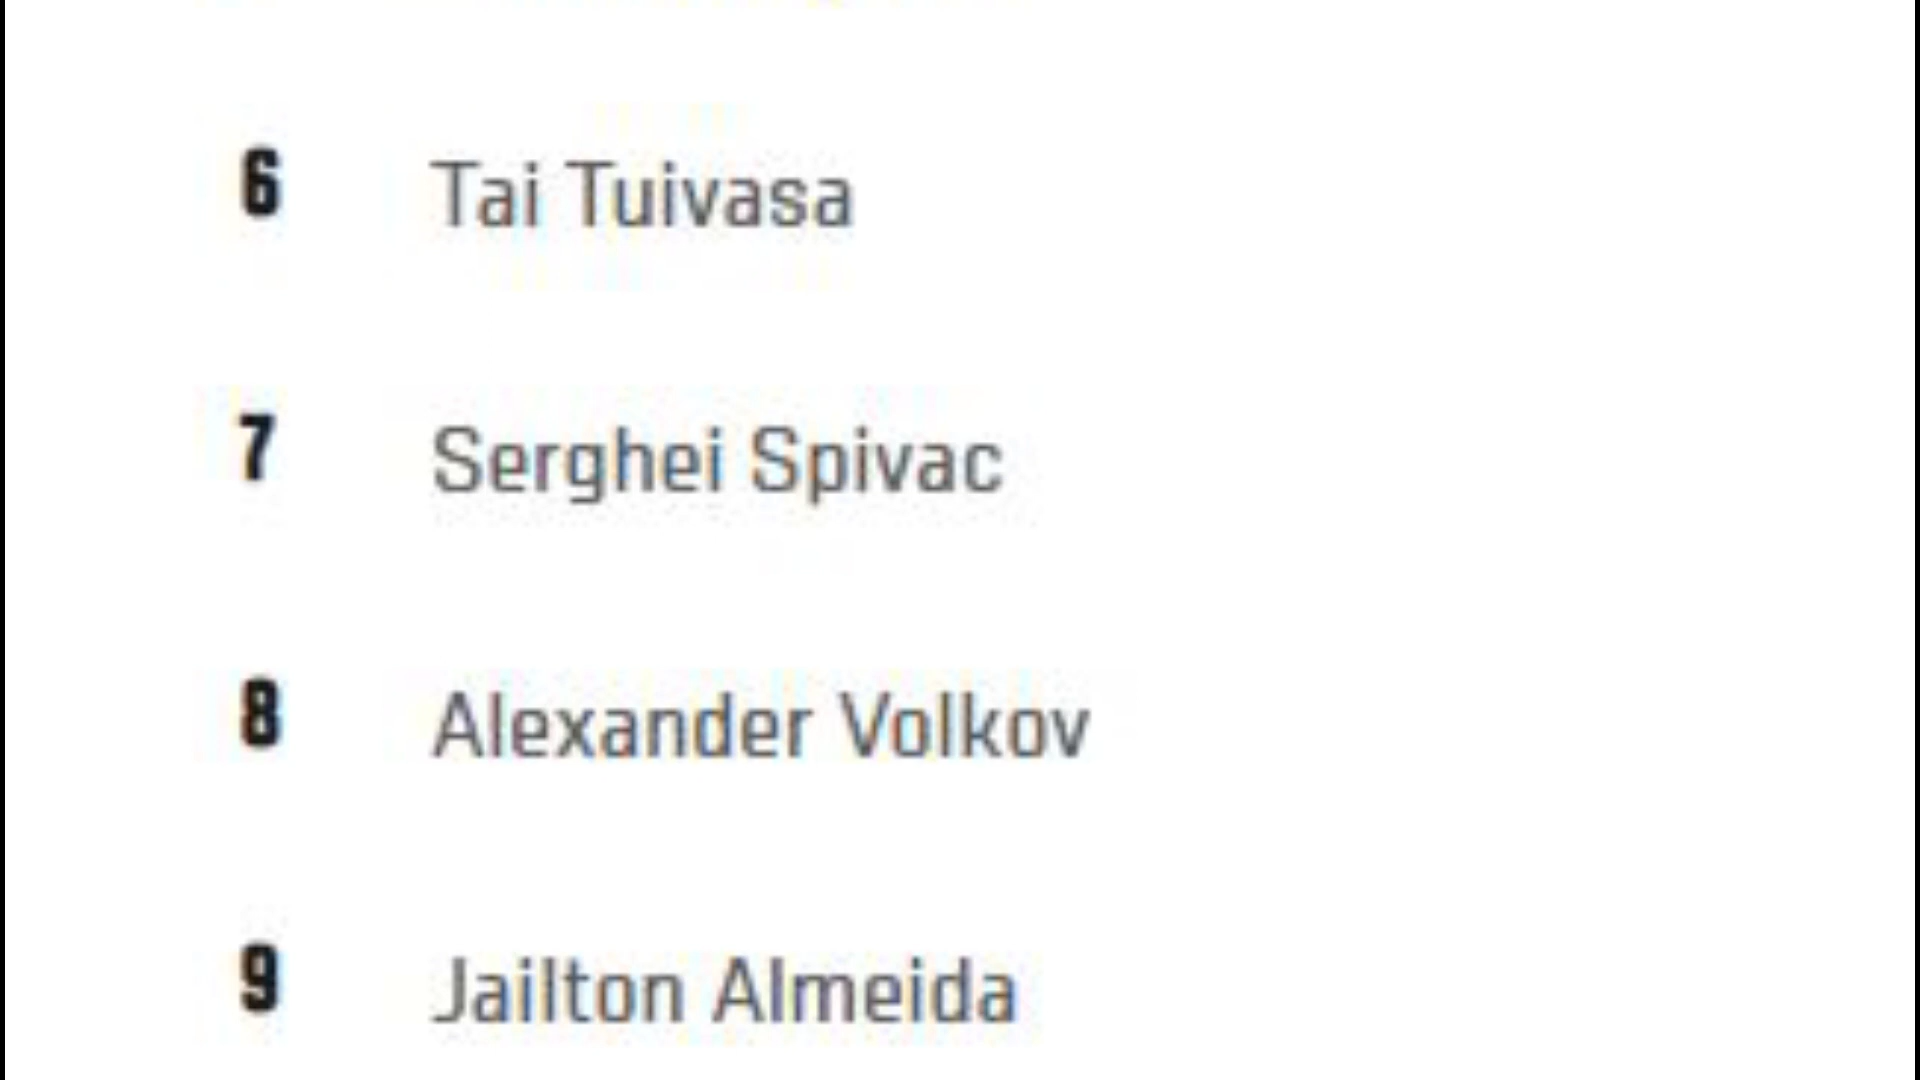 6 Tai Tuivasa
7 Serghei Spivac
8 Alexander Volkov
9 Jailton Almeida